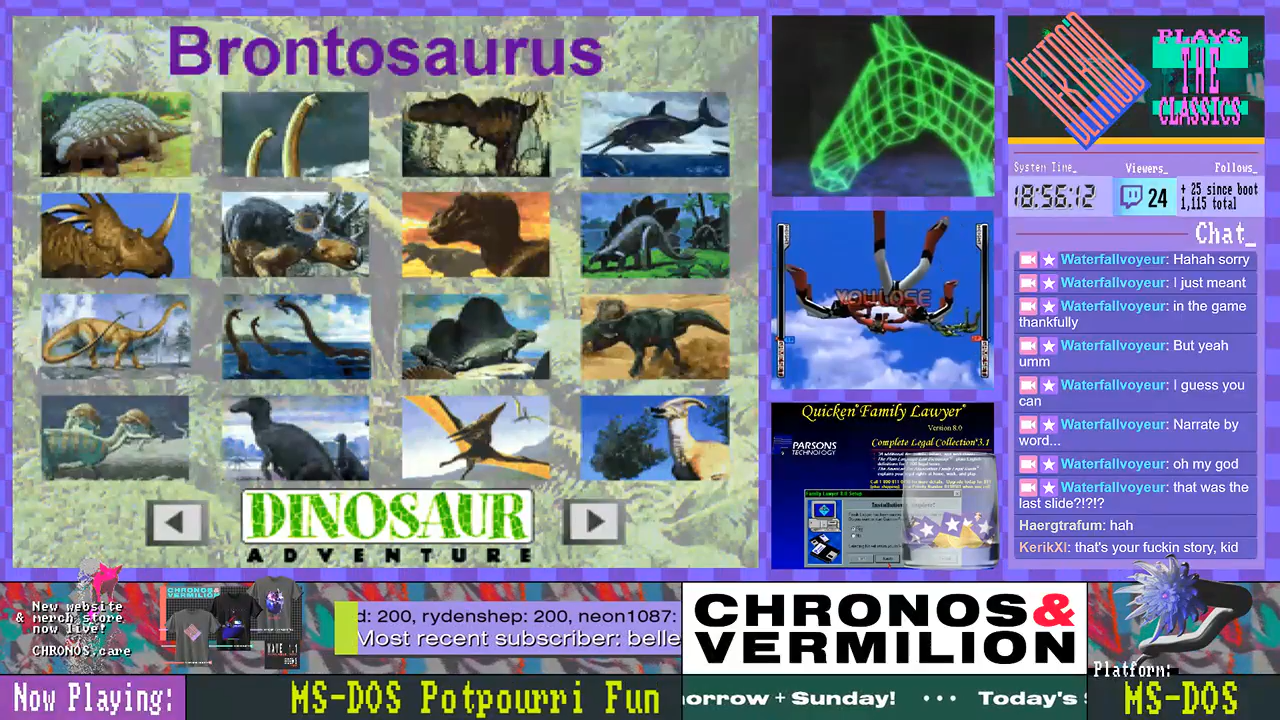 Brontosaurus
DINOSAUR
ADVENTURE
YOU LOSE
Quicken Family Lawyer
Version 8.0
PARSONS
TECHNOLOGY
Complete Legal Collection 3.1
PLAYS
THE
CLASSICS
System Time_
Viewers_
Follows_
18:56:12
24
+ 25 since boot
1,115 total
Chat_
Waterfallvoyeur: Hahah sorry
Waterfallvoyeur: I just meant
Waterfallvoyeur: in the game
thankfully
Waterfallvoyeur: But yeah
umm
Waterfallvoyeur: I guess you
can
Waterfallvoyeur: Narrate by
word...
Waterfallvoyeur: oh my god
Waterfallvoyeur: that was the
last slide?!?!?
Haergtrafum: hah
KerikXI: that's your fuckin story, kid
New website
& merch store
now live!
CHRONOS.care
CHRONOS&
VERMILION
d: 200, rydenshep: 200, neon1087:
Most recent subscriber: belle
CHRONOS&
VERMILION
Platform:
Now Playing:
MS-DOS Potpourri Fun
orrow + Sunday! ••• Today's
MS-DOS